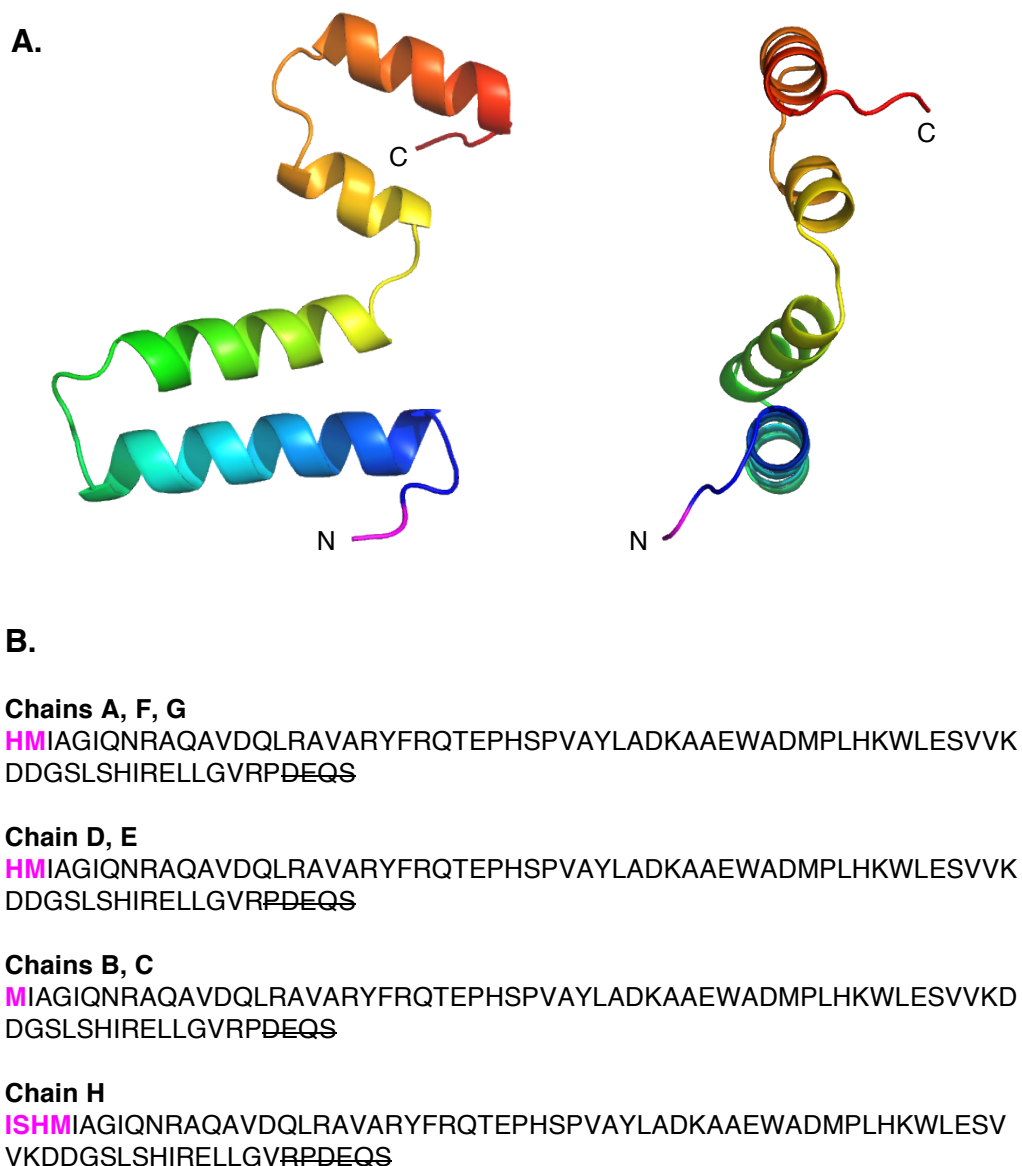 A.
C
C
N
N
B.
Chains A, F, G
HMIAGIQNRAQAVDQLRAVARYFRQTEPHSPVAYLADKAAEWADMPLHKWLESVVK
DDGSLSHIRELLGVRPDEQS
Chain D, E
HMIAGIQNRAQAVDQLRAVARYFRQTEPHSPVAYLADKAAEWADMPLHKWLESVVK
DDGSLSHIRELLGVRPDEQS
Chains B, C
MIAGIQNRAQAVDQLRAVARYFRQTEPHSPVAYLADKAAEWADMPLHKWLESVVKD
DGSLSHIRELLGVRPDEQS
Chain H
ISHMIAGIQNRAQAVDQLRAVARYFRQTEPHSPVAYLADKAAEWADMPLHKWLESV
VKDDGSLSHIRELLGVRPDEQS